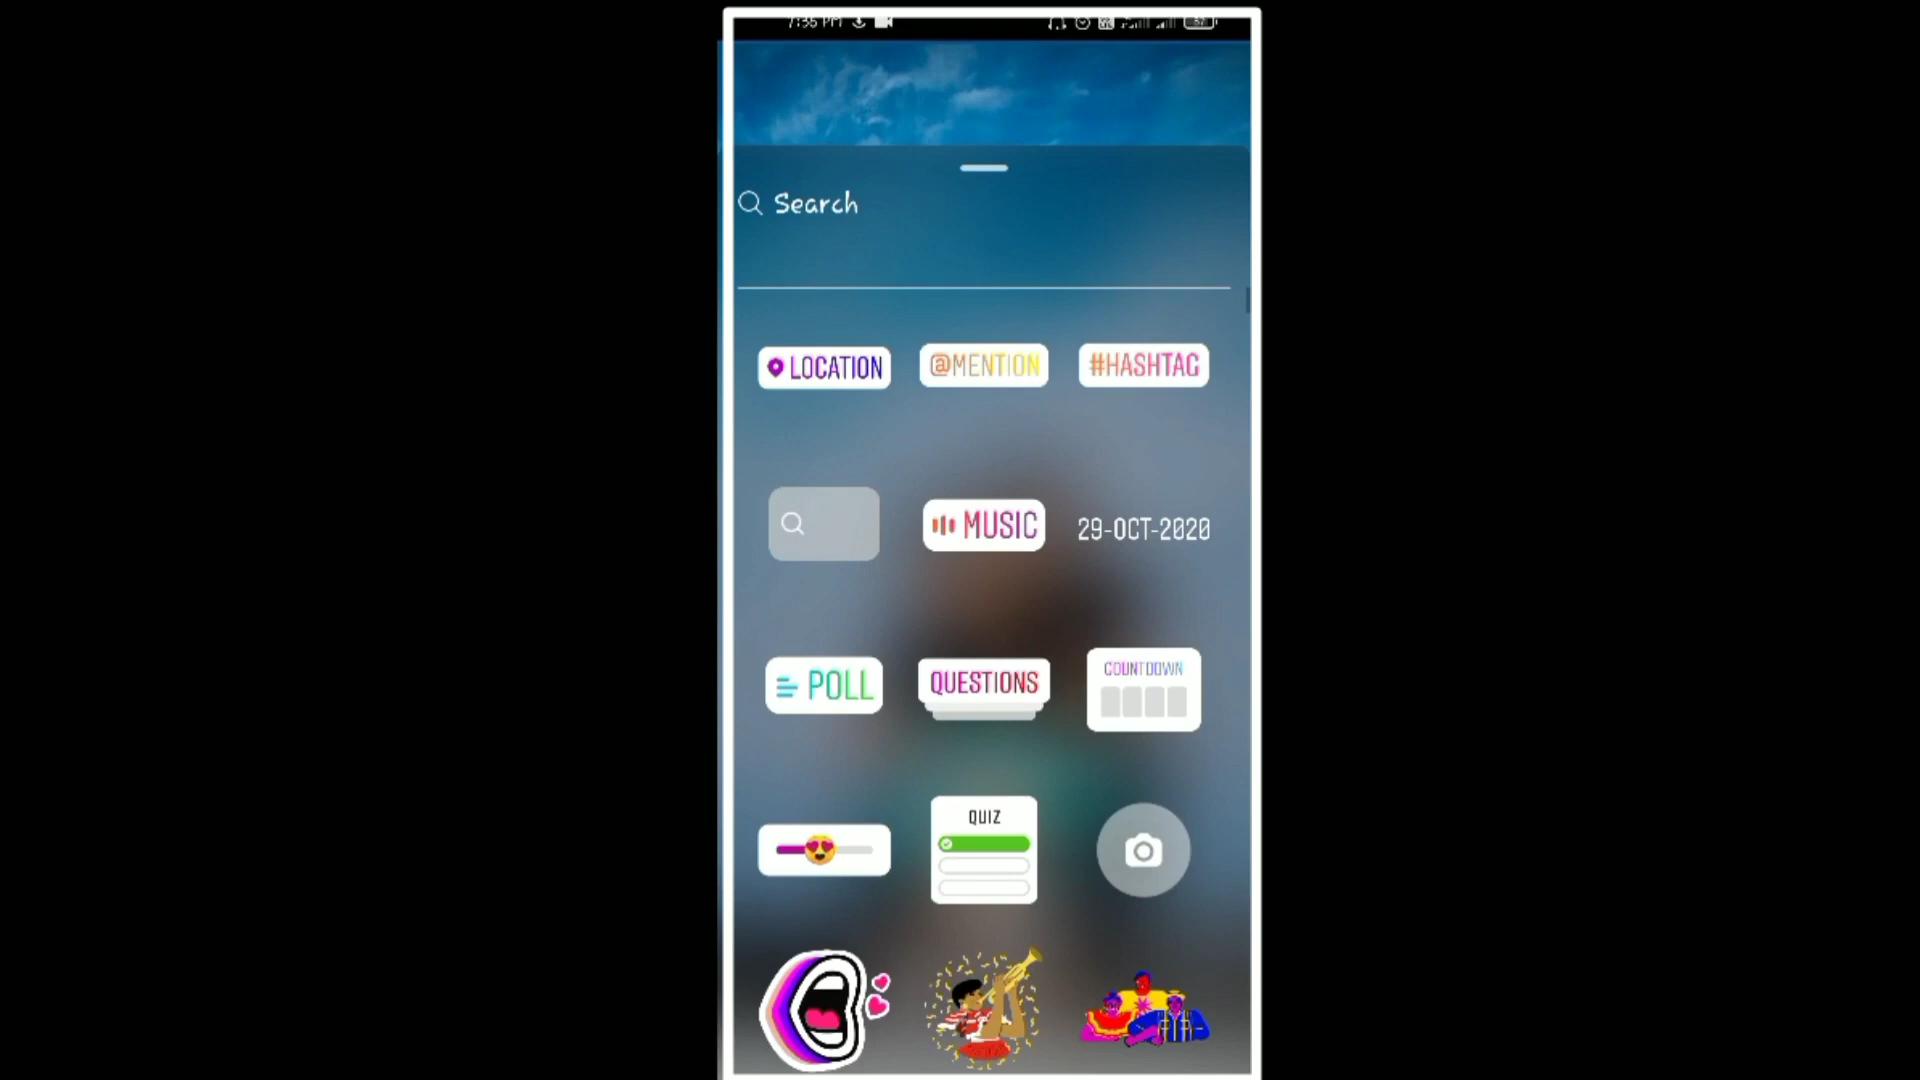 7:35 PM
Search
LOCATION @MENTION #HASHTAG
MUSIC 29-OCT-2020
POLL QUESTIONS COUNTDOWN
QUIZ